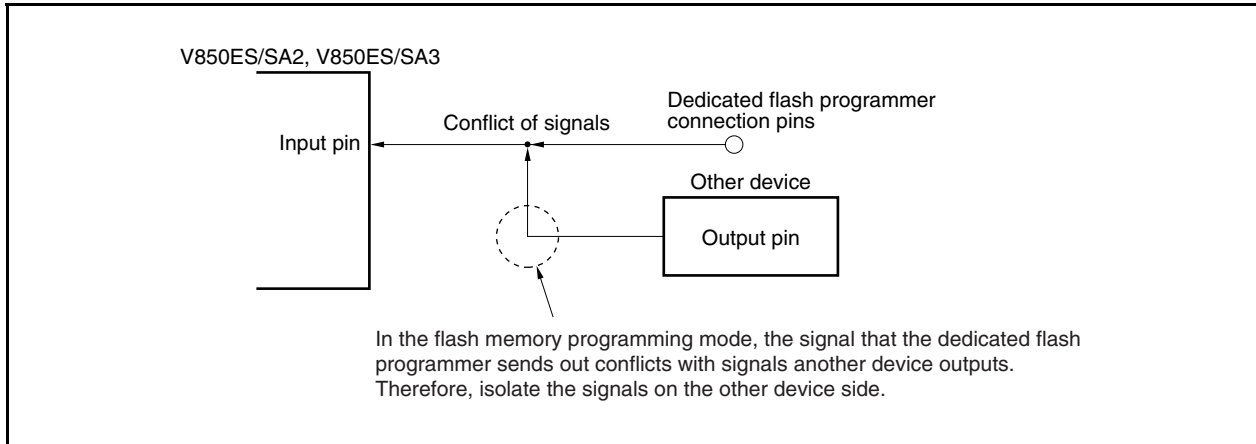 V850ES/SA2, V850ES/SA3
Dedicated flash programmer
connection pins
Conflict of signals
Input pin
Other device
Output pin
In the flash memory programming mode, the signal that the dedicated flash
programmer sends out conflicts with signals another device outputs.
Therefore, isolate the signals on the other device side.